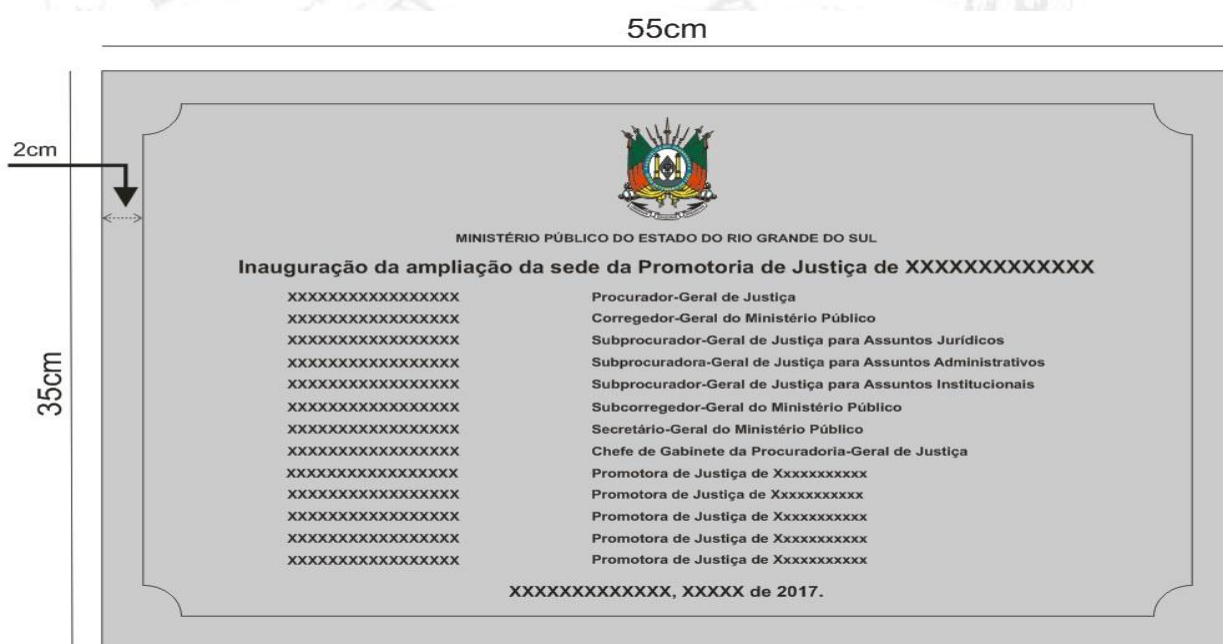 55cm
2cm
35cm
MINISTÉRIO PÚBLICO DO ESTADO DO RIO GRANDE DO SUL
Inauguração da ampliação da sede da Promotoria de Justiça de XXXXXXXXXXXXX
XXXXXXXXXXXXXXXXX Procurador-Geral de Justiça
XXXXXXXXXXXXXXXXX Corregedor-Geral do Ministério Público
XXXXXXXXXXXXXXXXX Subprocurador-Geral de Justiça para Assuntos Jurídicos
XXXXXXXXXXXXXXXXX Subprocuradora-Geral de Justiça para Assuntos Administrativos
XXXXXXXXXXXXXXXXX Subprocurador-Geral de Justiça para Assuntos Institucionais
XXXXXXXXXXXXXXXXX Subcorregedor-Geral do Ministério Público
XXXXXXXXXXXXXXXXX Secretário-Geral do Ministério Público
XXXXXXXXXXXXXXXXX Chefe de Gabinete da Procuradoria-Geral de Justiça
XXXXXXXXXXXXXXXXX Promotora de Justiça de Xxxxxxxxxxx
XXXXXXXXXXXXXXXXX Promotora de Justiça de Xxxxxxxxxxx
XXXXXXXXXXXXXXXXX Promotora de Justiça de Xxxxxxxxxxx
XXXXXXXXXXXXXXXXX Promotora de Justiça de Xxxxxxxxxxx
XXXXXXXXXXXXXXXXX Promotora de Justiça de Xxxxxxxxxxx
XXXXXXXXXXXXX, XXXXX de 2017.